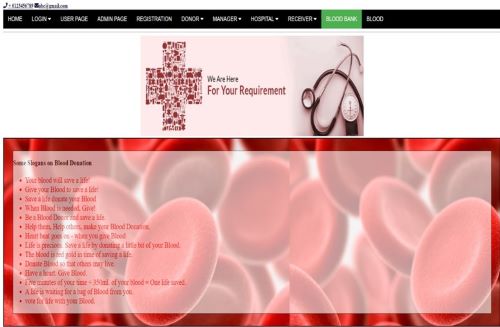 + 6123456789 abc@gmail.com
HOME LOGIN USER PAGE ADMIN PAGE REGISTRATION DONOR MANAGER HOSPITAL RECEIVER BLOOD BANK BLOOD
We Are Here
For Your Requirement
Some Slogans on Blood Donation
Your blood will save a life!
Give your Blood to save a life!
Save a life donate your Blood
When Blood is needed, Give!
Be a Blood Donor and save a life.
Help them, Help others, make your Blood Donation.
Heart beat goes on - when you give Blood
Life is precious. Save a life by donating a little bit of your Blood.
The blood is red gold in time of saving a life.
Donate Blood so that others may live.
Have a heart. Give Blood.
Five minutes of your time + 350ml. of your blood = One life saved.
A life is waiting for a bag of Blood from you.
vote for life with your Blood.